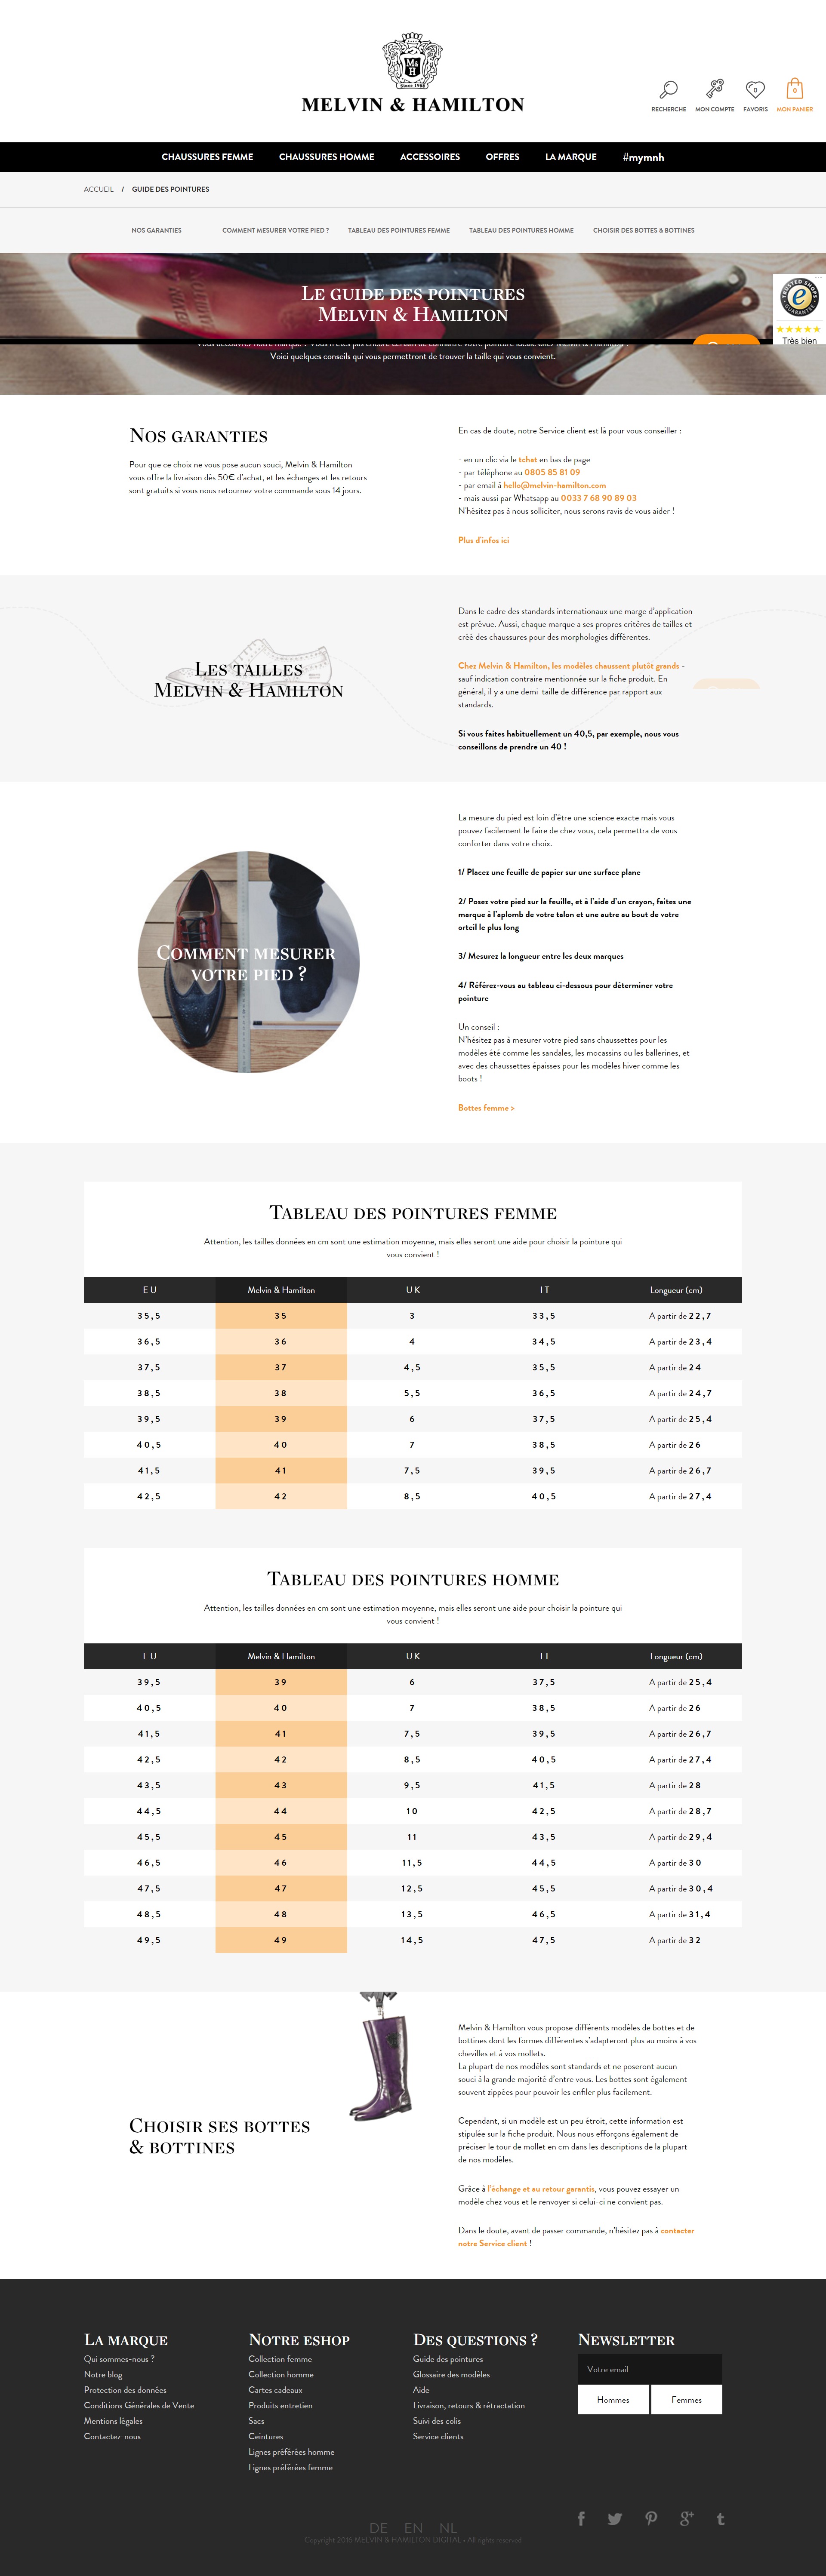 M&H
Since 1988
MELVIN & HAMILTON
RECHERCHE MON COMPTE 0 FAVORIS 0 MON PANIER
CHAUSSURES FEMME CHAUSSURES HOMME ACCESSOIRES OFFRES LA MARQUE #mymnh
ACCUEIL / GUIDE DES POINTURES
NOS GARANTIES COMMENT MESURER VOTRE PIED ? TABLEAU DES POINTURES FEMME TABLEAU DES POINTURES HOMME CHOISIR DES BOTTES & BOTTINES
LE GUIDE DES POINTURES
MELVIN & HAMILTON
TRUSTED SHOPS GUARANTEE
Très bien
Voici quelques conseils qui vous permettront de trouver la taille qui vous convient.
NOS GARANTIES
Pour que ce choix ne vous pose aucun souci, Melvin & Hamilton
vous offre la livraison dès 50€ d'achat, et les échanges et les retours
sont gratuits si vous nous retournez votre commande sous 14 jours.
En cas de doute, notre Service client est là pour vous conseiller :
- en un clic via le tchat en bas de page
- par téléphone au 0805 85 81 09
- par email à hello@melvin-hamilton.com
- mais aussi par Whatsapp au 0033 7 68 90 89 03
N'hésitez pas à nous solliciter, nous serons ravis de vous aider !
Plus d'infos ici
LES TAILLES
MELVIN & HAMILTON
Dans le cadre des standards internationaux une marge d'application
est prévue. Aussi, chaque marque a ses propres critères de tailles et
créé des chaussures pour des morphologies différentes.
Chez Melvin & Hamilton, les modèles chaussent plutôt grands -
sauf indication contraire mentionnée sur la fiche produit. En
général, il y a une demi-taille de différence par rapport aux
standards.
Si vous faites habituellement un 40,5, par exemple, nous vous
conseillons de prendre un 40 !
COMMENT MESURER
VOTRE PIED ?
La mesure du pied est loin d'être une science exacte mais vous
pouvez facilement le faire de chez vous, cela permettra de vous
conforter dans votre choix.
1/ Placez une feuille de papier sur une surface plane
2/ Posez votre pied sur la feuille, et à l'aide d'un crayon, faites une
marque à l'aplomb de votre talon et une autre au bout de votre
orteil le plus long
3/ Mesurez la longueur entre les deux marques
4/ Référez-vous au tableau ci-dessous pour déterminer votre
pointure
Un conseil :
N'hésitez pas à mesurer votre pied sans chaussettes pour les
modèles été comme les sandales, les mocassins ou les ballerines, et
avec des chaussettes épaisses pour les modèles hiver comme les
boots !
Bottes femme >
TABLEAU DES POINTURES FEMME
Attention, les tailles données en cm sont une estimation moyenne, mais elles seront une aide pour choisir la pointure qui
vous convient !
EU Melvin & Hamilton UK IT Longueur (cm)
35,5 35 3 33,5 A partir de 22,7
36,5 36 4 34,5 A partir de 23,4
37,5 37 4,5 35,5 A partir de 24
38,5 38 5,5 36,5 A partir de 24,7
39,5 39 6 37,5 A partir de 25,4
40,5 40 7 38,5 A partir de 26
41,5 41 7,5 39,5 A partir de 26,7
42,5 42 8,5 40,5 A partir de 27,4
TABLEAU DES POINTURES HOMME
Attention, les tailles données en cm sont une estimation moyenne, mais elles seront une aide pour choisir la pointure qui
vous convient !
EU Melvin & Hamilton UK IT Longueur (cm)
39,5 39 6 37,5 A partir de 25,4
40,5 40 7 38,5 A partir de 26
41,5 41 7,5 39,5 A partir de 26,7
42,5 42 8,5 40,5 A partir de 27,4
43,5 43 9,5 41,5 A partir de 28
44,5 44 10 42,5 A partir de 28,7
45,5 45 11 43,5 A partir de 29,4
46,5 46 11,5 44,5 A partir de 30
47,5 47 12,5 45,5 A partir de 30,4
48,5 48 13,5 46,5 A partir de 31,4
49,5 49 14,5 47,5 A partir de 32
CHOISIR SES BOTTES
& BOTTINES
Melvin & Hamilton vous propose différents modèles de bottes et de
bottines dont les formes différentes s'adapteront plus au moins à vos
chevilles et à vos mollets.
La plupart de nos modèles sont standards et ne poseront aucun
souci à la grande majorité d'entre vous. Les bottes sont également
souvent zippées pour pouvoir les enfiler plus facilement.
Cependant, si un modèle est un peu étroit, cette information est
stipulée sur la fiche produit. Nous nous efforçons également de
préciser le tour de mollet en cm dans les descriptions de la plupart
de nos modèles.
Grâce à l'échange et au retour garantis, vous pouvez essayer un
modèle chez vous et le renvoyer si celui-ci ne convient pas.
Dans le doute, avant de passer commande, n'hésitez pas à contacter
notre Service client !
LA MARQUE
Qui sommes-nous ?
Notre blog
Protection des données
Conditions Générales de Vente
Mentions légales
Contactez-nous
NOTRE ESHOP
Collection femme
Collection homme
Cartes cadeaux
Produits entretien
Sacs
Ceintures
Lignes préférées homme
Lignes préférées femme
DES QUESTIONS ?
Guide des pointures
Glossaire des modèles
Aide
Livraison, retours & rétractation
Suivi des colis
Service clients
NEWSLETTER
Votre email
Hommes Femmes
DE EN NL
Copyright 2018 MELVIN & HAMILTON DIGITAL • All rights reserved